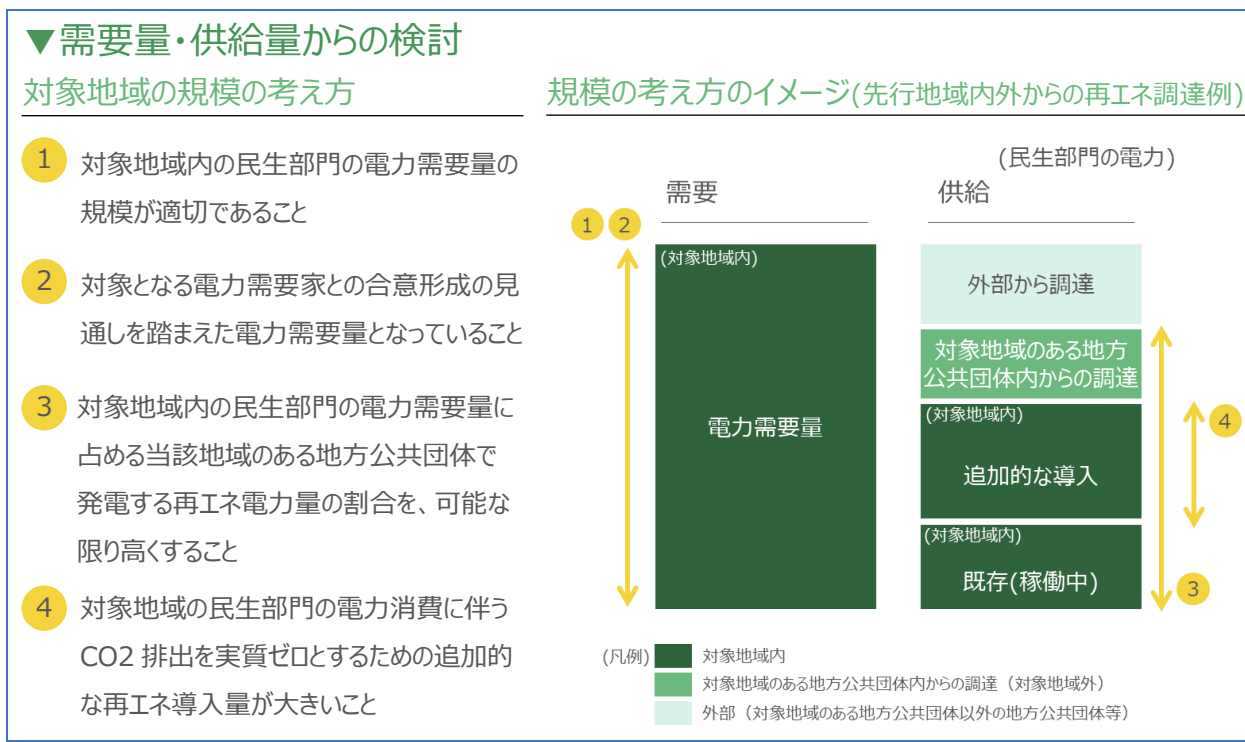 ▼需要量・供給量からの検討
対象地域の規模の考え方
1
対象地域内の民生部門の電力需要量の
規模が適切であること
2
対象となる電力需要家との合意形成の見
通しを踏まえた電力需要量となっていること
3
対象地域内の民生部門の電力需要量に
占める当該地域のある地方公共団体で
発電する再エネ電力量の割合を、可能な
限り高くすること
4
対象地域の民生部門の電力消費に伴う
CO2 排出を実質ゼロとするための追加的
な再エネ導入量が大きいこと
規模の考え方のイメージ(先行地域内外からの再エネ調達例)
(民生部門の電力)
需要
供給
1 2
(対象地域内)
電力需要量
外部から調達
対象地域のある地方
公共団体内からの調達
(対象地域内)
追加的な導入
4
(対象地域内)
既存(稼働中)
3
(凡例)
対象地域内
対象地域のある地方公共団体内からの調達（対象地域外）
外部（対象地域のある地方公共団体以外の地方公共団体等）